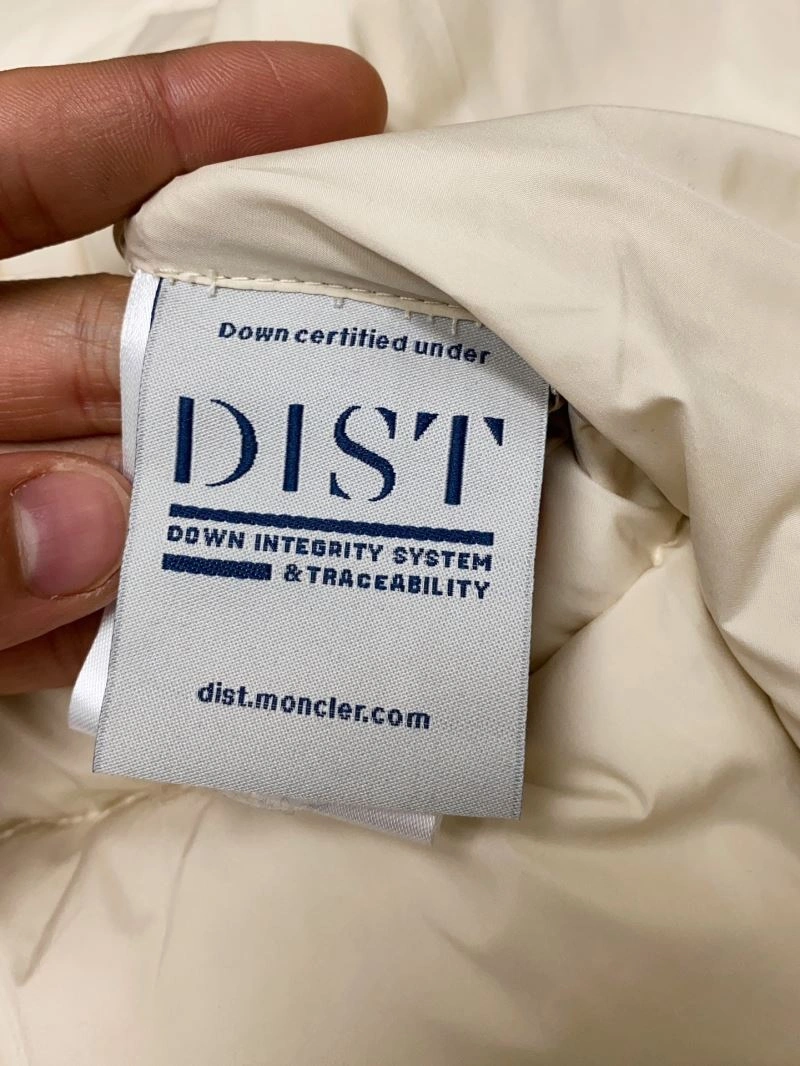 Down certified under
DIST
DOWN INTEGRITY SYSTEM
& TRACEABILITY
dist.moncler.com